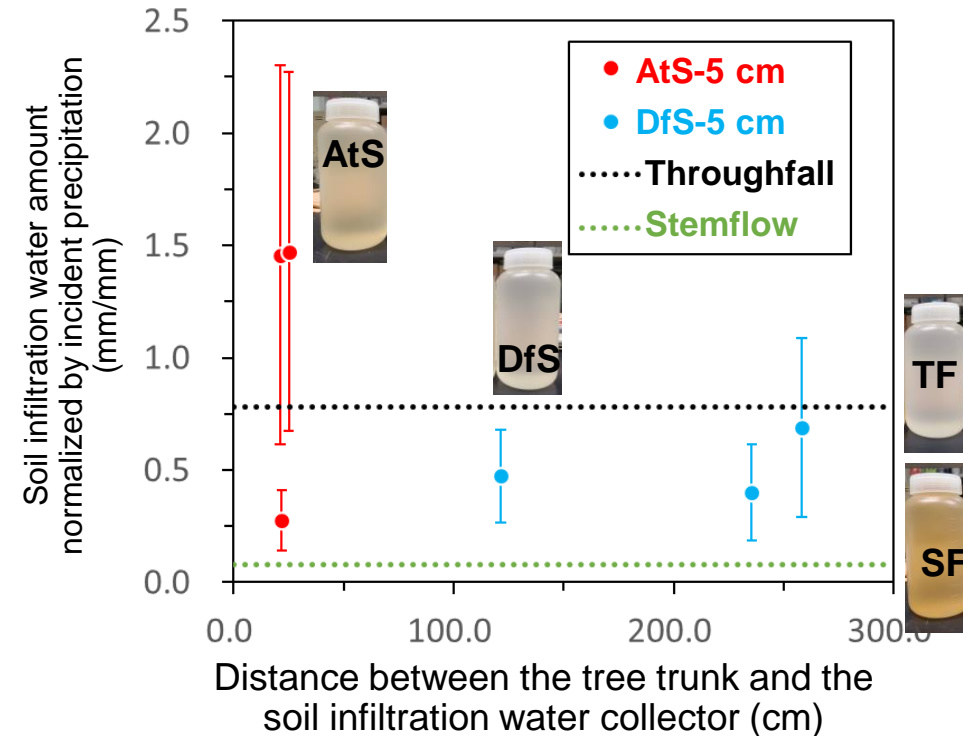 Soil infiltration water amount
normalized by incident precipitation
(mm/mm)
2.5
2.0
1.5
1.0
0.5
0.0
AtS-5 cm
DfS-5 cm
Throughfall
Stemflow
AtS
DfS
TF
SF
0.0
100.0
200.0
300.0
Distance between the tree trunk and the
soil infiltration water collector (cm)